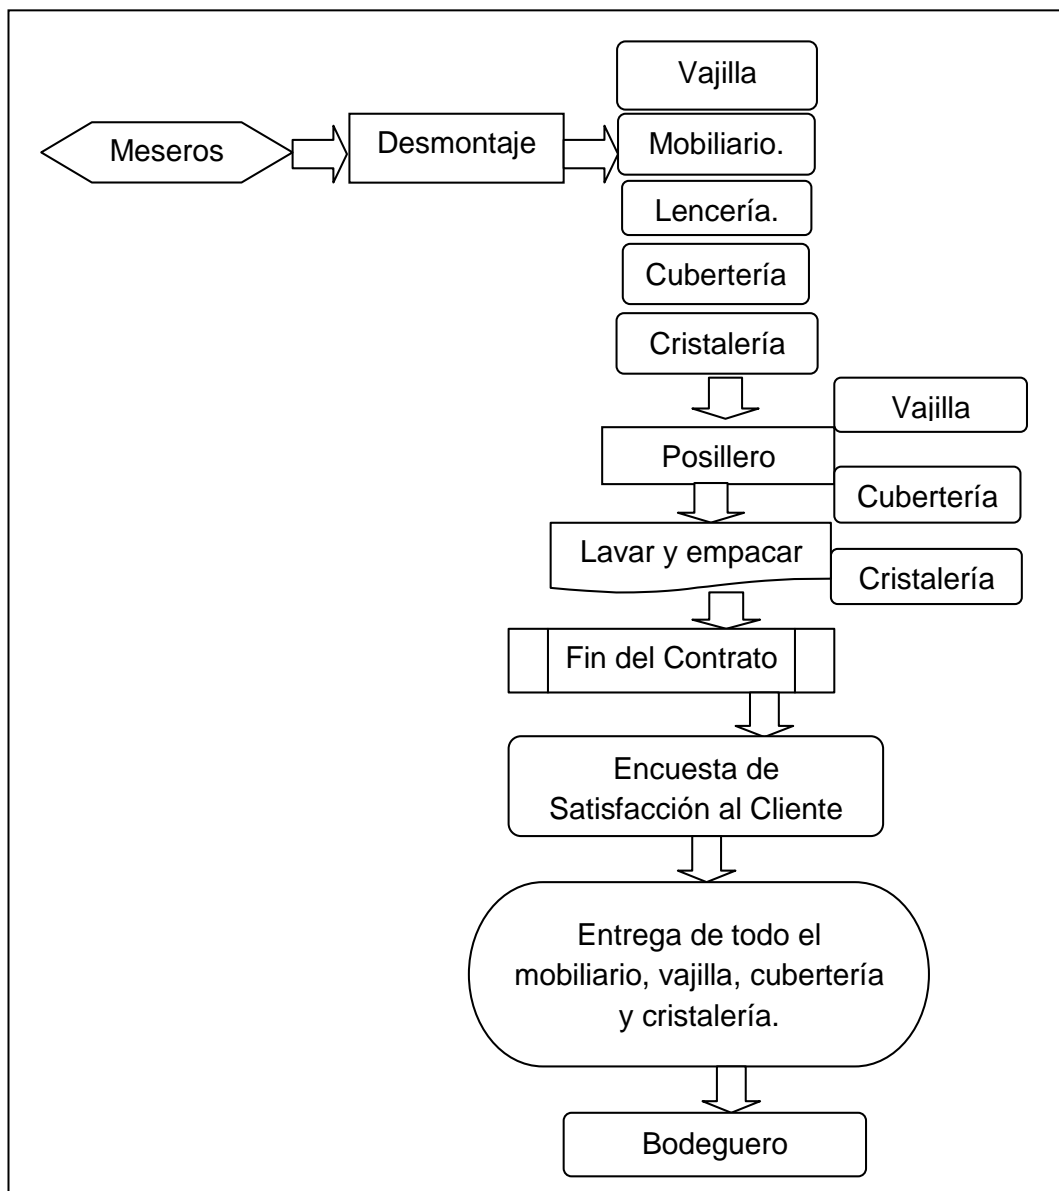 Vajilla
Meseros
Desmontaje
Mobiliario.
Lencería.
Cubertería
Cristalería
Vajilla
Posillero
Cubertería
Lavar y empacar
Cristalería
Fin del Contrato
Encuesta de
Satisfacción al Cliente
Entrega de todo el
mobiliario, vajilla, cubertería
y cristalería.
Bodeguero